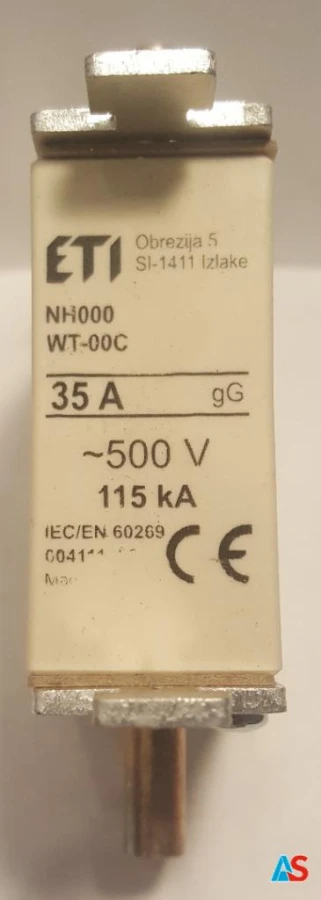 ETI Obrezija 5
SI-1411 Izlake
NH000
WT-00C
35 A gG
~500 V
115 kA
IEC/EN 60269
CE
AS